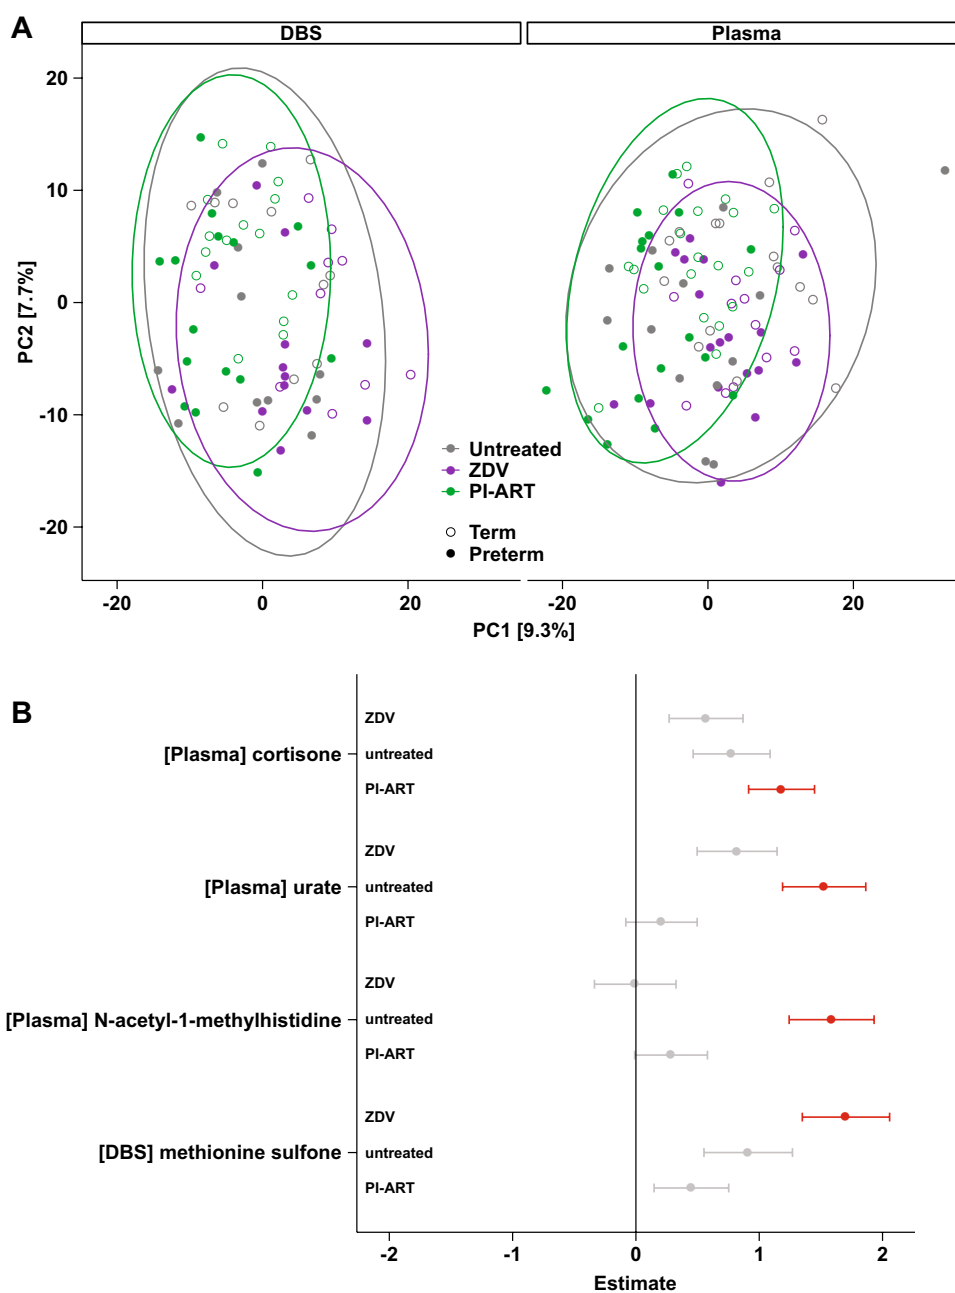 A
DBS
Plasma
20
10
0
-10
-20
PC2 [7.7%]
Untreated
ZDV
PI-ART
Term
Preterm
-20 0 20 -20 0 20
PC1 [9.3%]
B
ZDV
[Plasma] cortisone untreated
PI-ART
ZDV
[Plasma] urate untreated
PI-ART
ZDV
[Plasma] N-acetyl-1-methylhistidine untreated
PI-ART
ZDV
[DBS] methionine sulfone untreated
PI-ART
-2 -1 0 1 2
Estimate